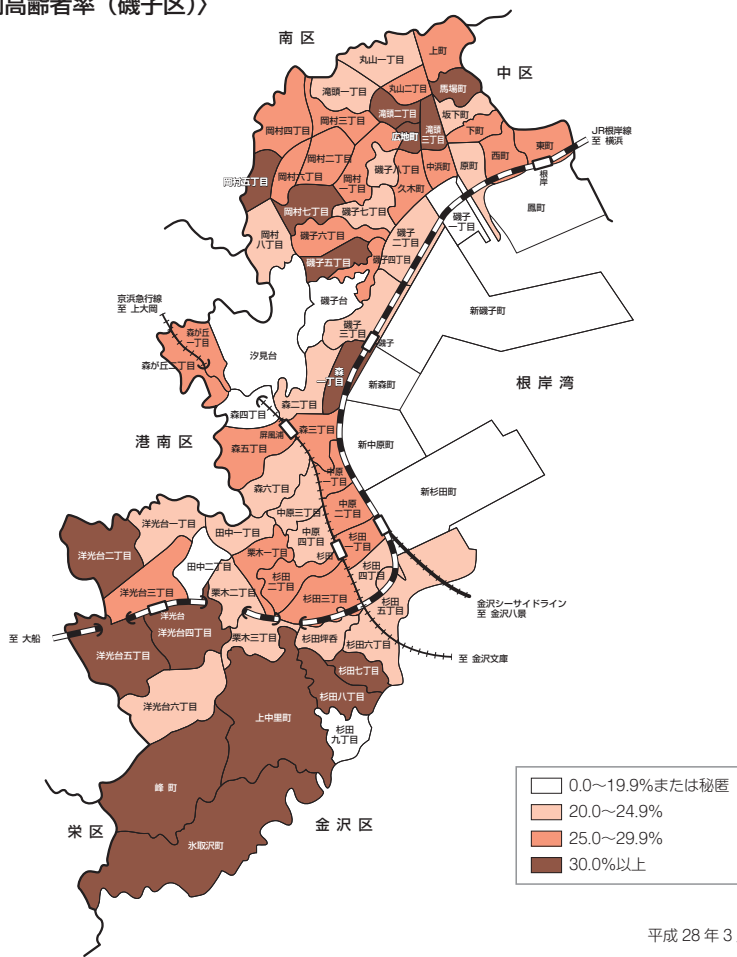 別高齢者率（磯子区）〉
南 区
中 区
上町
丸山一丁目
丸山二丁目
馬場町
滝頭一丁目
滝頭二丁目
滝頭
三丁目
坂下町
広地町
下町
岡村三丁目
岡村四丁目
東町
西町
原町
JR根岸線
至 横浜
根岸
岡村二丁目
岡村六丁目
岡村
一丁目
磯子八丁目
中浜町
久木町
岡村五丁目
岡村七丁目
磯子七丁目
磯子
一丁目
鳳町
岡村
八丁目
磯子六丁目
磯子
二丁目
磯子五丁目
磯子四丁目
京浜急行線
至 上大岡
磯子台
新磯子町
磯子
三丁目
磯子
森が丘
一丁目
森が丘二丁目
汐見台
森
一丁目
新森町
根 岸 湾
森二丁目
森四丁目
港 南 区
屏風浦
森三丁目
森五丁目
新中原町
中原
一丁目
森六丁目
新杉田町
中原三丁目
中原
二丁目
洋光台一丁目
田中一丁目
中原
四丁目
杉田
一丁目
洋光台二丁目
栗木一丁目
杉田
田中二丁目
杉田
二丁目
杉田
四丁目
洋光台三丁目
栗木二丁目
杉田三丁目
杉田
五丁目
金沢シーサイドライン
至 金沢八景
洋光台
洋光台四丁目
至 大船
栗木三丁目
杉田坪呑
杉田六丁目
洋光台五丁目
至 金沢文庫
杉田七丁目
杉田八丁目
洋光台六丁目
上中里町
杉田
九丁目
峰 町
栄 区
金 沢 区
氷取沢町
0.0〜19.9%または秘匿
20.0〜24.9%
25.0〜29.9%
30.0%以上
平成 28 年 3